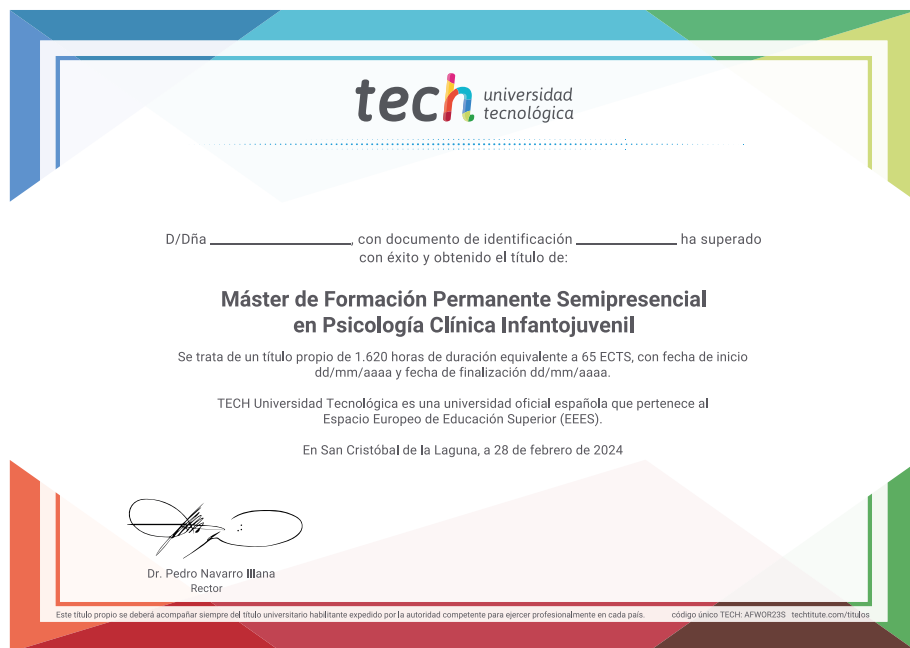 tech universidad
tecnológica
D/Dña ________________, con documento de identificación ____________ ha superado
con éxito y obtenido el título de:
Máster de Formación Permanente Semipresencial
en Psicología Clínica Infantojuvenil
Se trata de un título propio de 1.620 horas de duración equivalente a 65 ECTS, con fecha de inicio
dd/mm/aaaa y fecha de finalización dd/mm/aaaa.
TECH Universidad Tecnológica es una universidad oficial española que pertenece al
Espacio Europeo de Educación Superior (EEES).
En San Cristóbal de la Laguna, a 28 de febrero de 2024
Dr. Pedro Navarro Illana
Rector
Este título propio se deberá acompañar siempre del título universitario habilitante expedido por la autoridad competente para ejercer profesionalmente en cada país. código único TECH: AFWOR23S techtitute.com/titulos